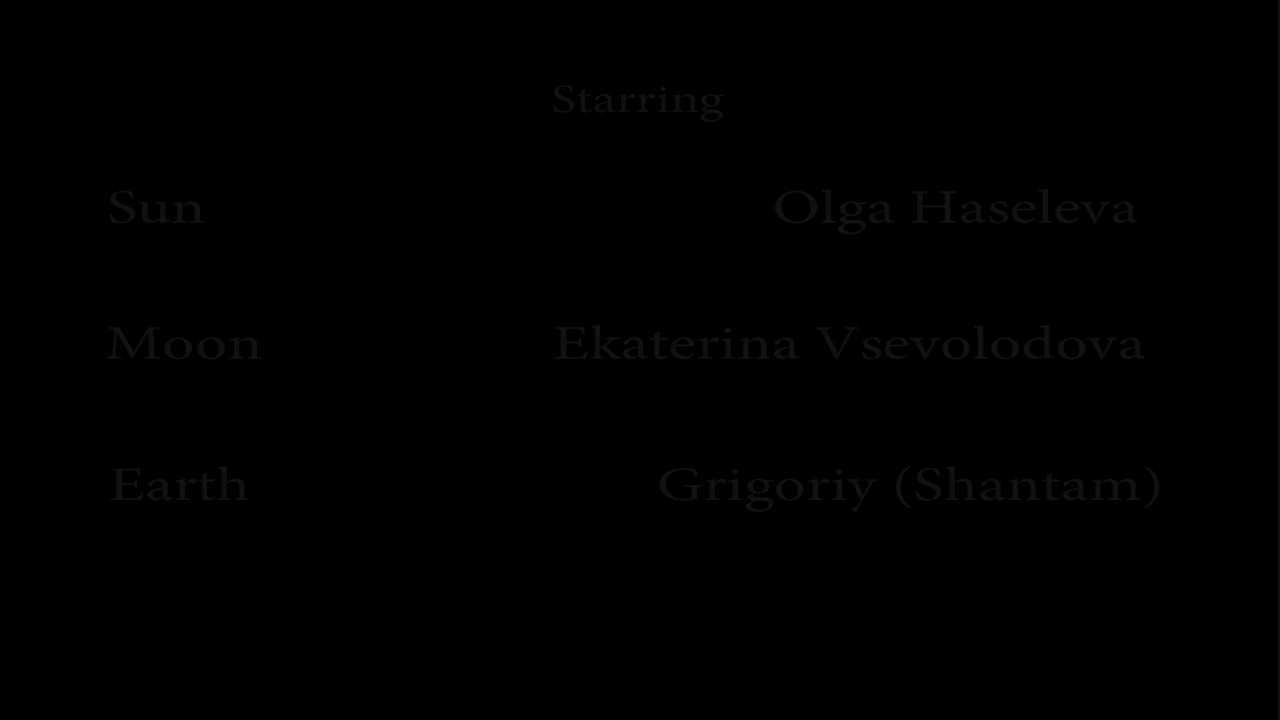 Starring
Sun Olga Haseleva
Moon Ekaterina Vsevolodova
Earth Grigoriy (Shantam)